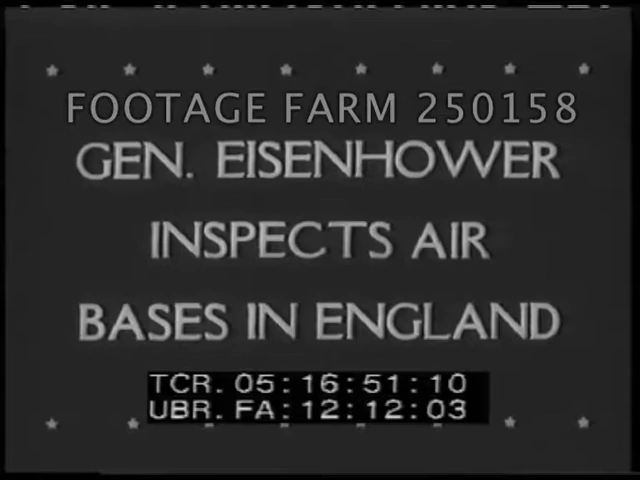 FOOTAGE FARM 250158
GEN. EISENHOWER
INSPECTS AIR
BASES IN ENGLAND
TCR. 05:16:51:10
UBR. FA:12:12:03